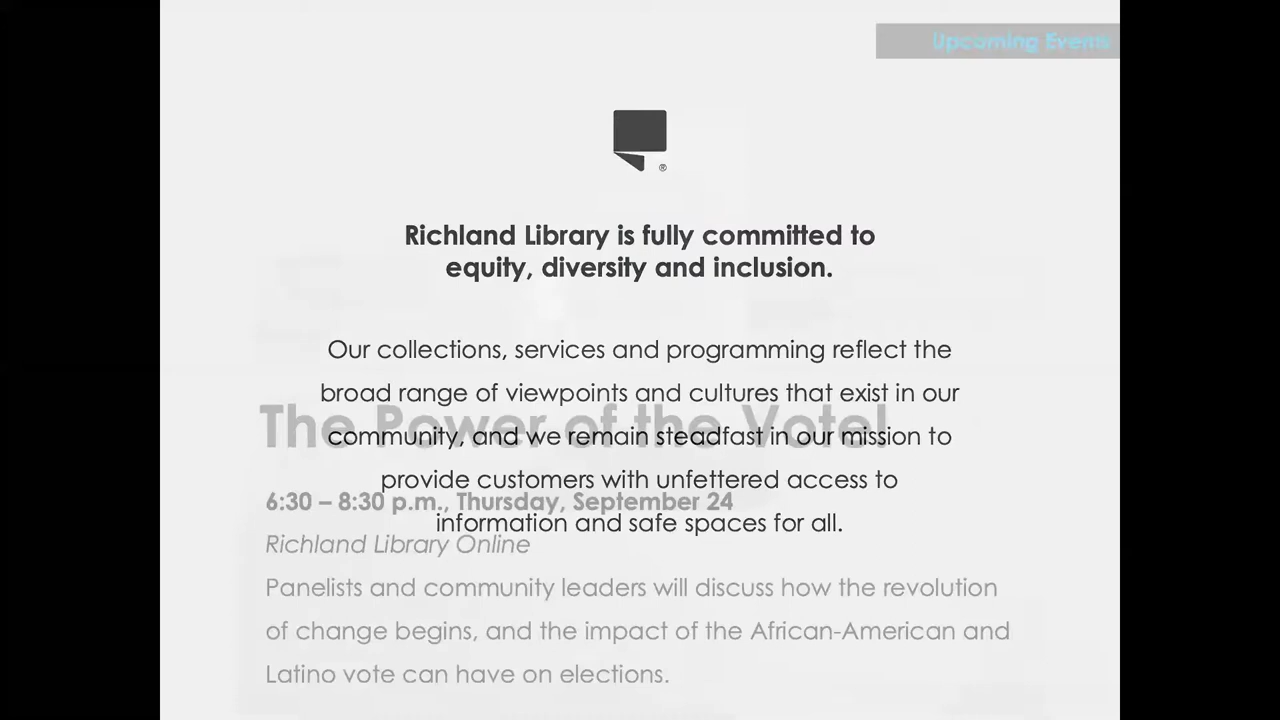 Upcoming Events
®
Richland Library is fully committed to
equity, diversity and inclusion.
Our collections, services and programming reflect the
broad range of viewpoints and cultures that exist in our
The Power of the Vote!
community, and we remain steadfast in our mission to
provide customers with unfettered access to
6:30 – 8:30 p.m., Thursday, September 24
information and safe spaces for all.
Richland Library Online
Panelists and community leaders will discuss how the revolution
of change begins, and the impact of the African-American and
Latino vote can have on elections.